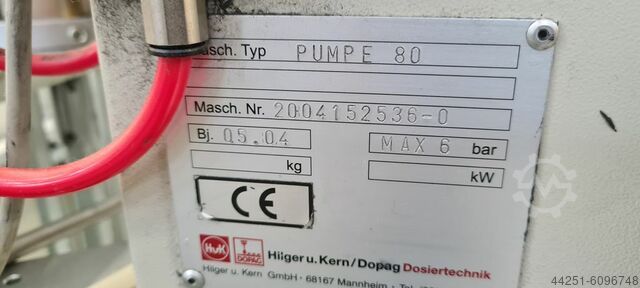 asch. Typ PUMPE 80
Masch. Nr. 2004152536-0
Bj. 05.04 MAX 6 bar
kg kW
CE
HuK DOPAG Hilger u. Kern/Dopag Dosiertechnik
Hilger u. Kern GmbH · 68167 Mannheim · Tel.
44251-6096748